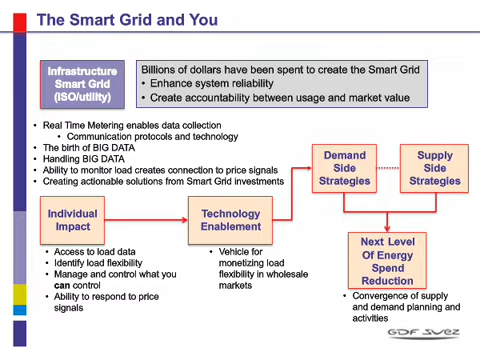 The Smart Grid and You
Infrastructure
Smart Grid
(ISO/utility)
Billions of dollars have been spent to create the Smart Grid
• Enhance system reliability
• Create accountability between usage and market value
• Real Time Metering enables data collection
• Communication protocols and technology
• The birth of BIG DATA
• Handling BIG DATA
• Ability to monitor load creates connection to price signals
• Creating actionable solutions from Smart Grid investments
Demand
Side
Strategies
Supply
Side
Strategies
Individual
Impact
Technology
Enablement
Next Level
Of Energy
Spend
Reduction
• Access to load data
• Identify load flexibility
• Manage and control what you
can control
• Ability to respond to price
signals
• Vehicle for
monetizing load
flexibility in wholesale
markets
• Convergence of supply
and demand planning and
activities
GDF SUEZ